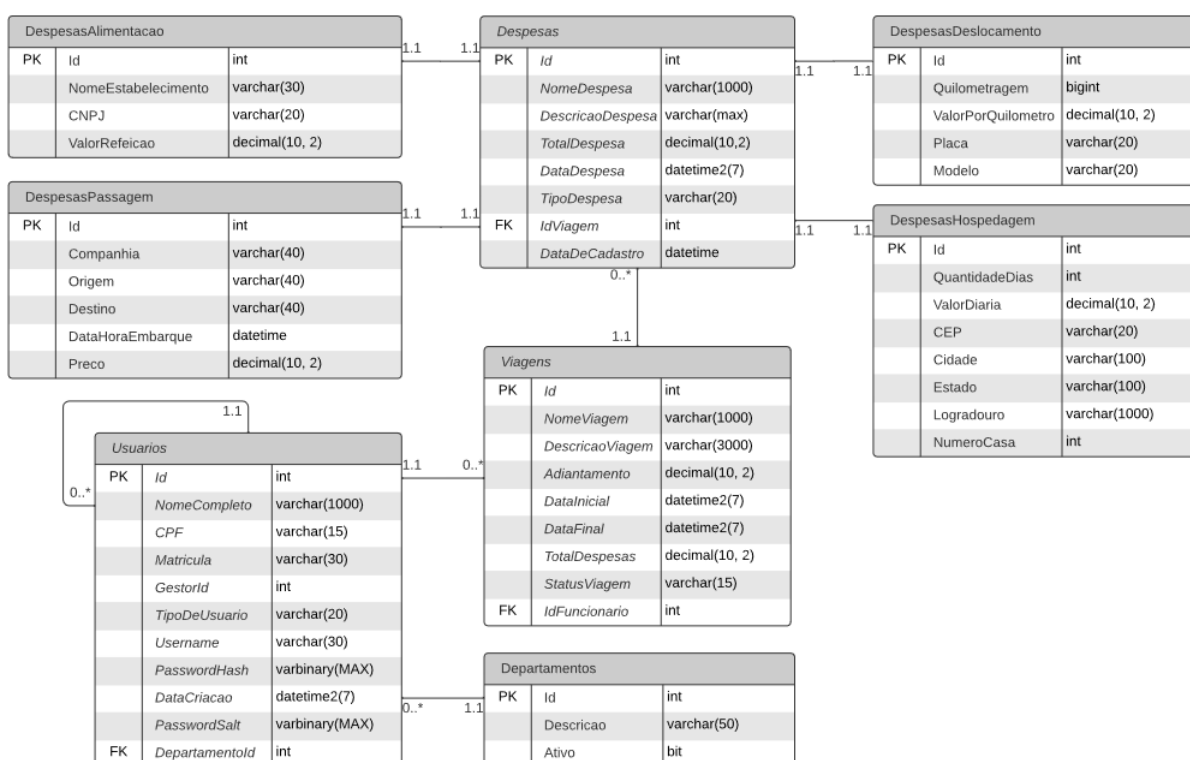 DespesasAlimentacao
PK Id int
NomeEstabelecimento varchar(30)
CNPJ varchar(20)
ValorRefeicao decimal(10, 2)
1.1 1.1
Despesas
PK Id int
NomeDespesa varchar(1000)
DescricaoDespesa varchar(max)
TotalDespesa decimal(10,2)
DataDespesa datetime2(7)
TipoDespesa varchar(20)
FK IdViagem int
DataDeCadastro datetime
1.1 1.1
DespesasDeslocamento
PK Id int
Quilometragem bigint
ValorPorQuilometro decimal(10, 2)
Placa varchar(20)
Modelo varchar(20)
DespesasPassagem
PK Id int
Companhia varchar(40)
Origem varchar(40)
Destino varchar(40)
DataHoraEmbarque datetime
Preco decimal(10, 2)
1.1 1.1
1.1 1.1
DespesasHospedagem
PK Id int
QuantidadeDias int
ValorDiaria decimal(10, 2)
CEP varchar(20)
Cidade varchar(100)
Estado varchar(100)
Logradouro varchar(1000)
NumeroCasa int
0..*
1.1
Viagens
PK Id int
NomeViagem varchar(1000)
DescricaoViagem varchar(3000)
Adiantamento decimal(10, 2)
DataInicial datetime2(7)
DataFinal datetime2(7)
TotalDespesas decimal(10, 2)
StatusViagem varchar(15)
FK IdFuncionario int
1.1
0..*
Usuarios
PK Id int
NomeCompleto varchar(1000)
CPF varchar(15)
Matricula varchar(30)
GestorId int
TipoDeUsuario varchar(20)
Username varchar(30)
PasswordHash varbinary(MAX)
DataCriacao datetime2(7)
PasswordSalt varbinary(MAX)
FK DepartamentoId int
1.1 0..*
0..* 1.1
Departamentos
PK Id int
Descricao varchar(50)
Ativo bit